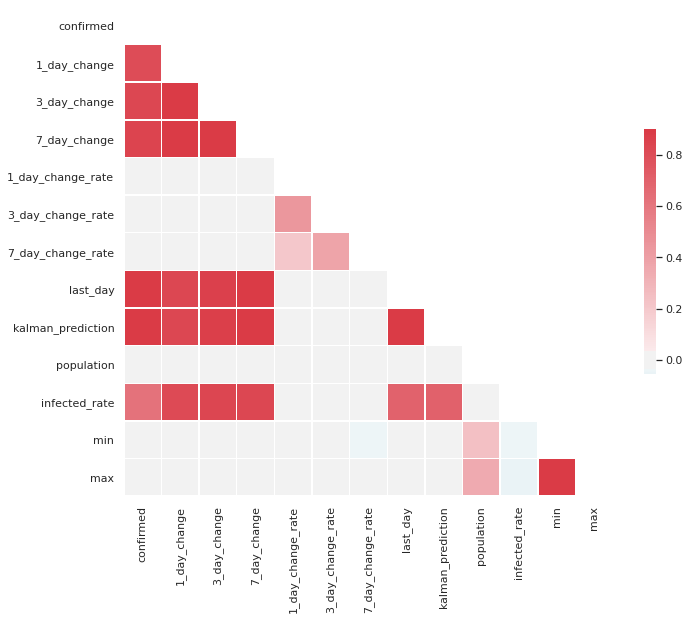 confirmed
1_day_change
3_day_change
7_day_change
1_day_change_rate
3_day_change_rate
7_day_change_rate
last_day
kalman_prediction
population
infected_rate
min
max
confirmed
1_day_change
3_day_change
7_day_change
1_day_change_rate
3_day_change_rate
7_day_change_rate
last_day
kalman_prediction
population
infected_rate
min
max
0.8
0.6
0.4
0.2
0.0